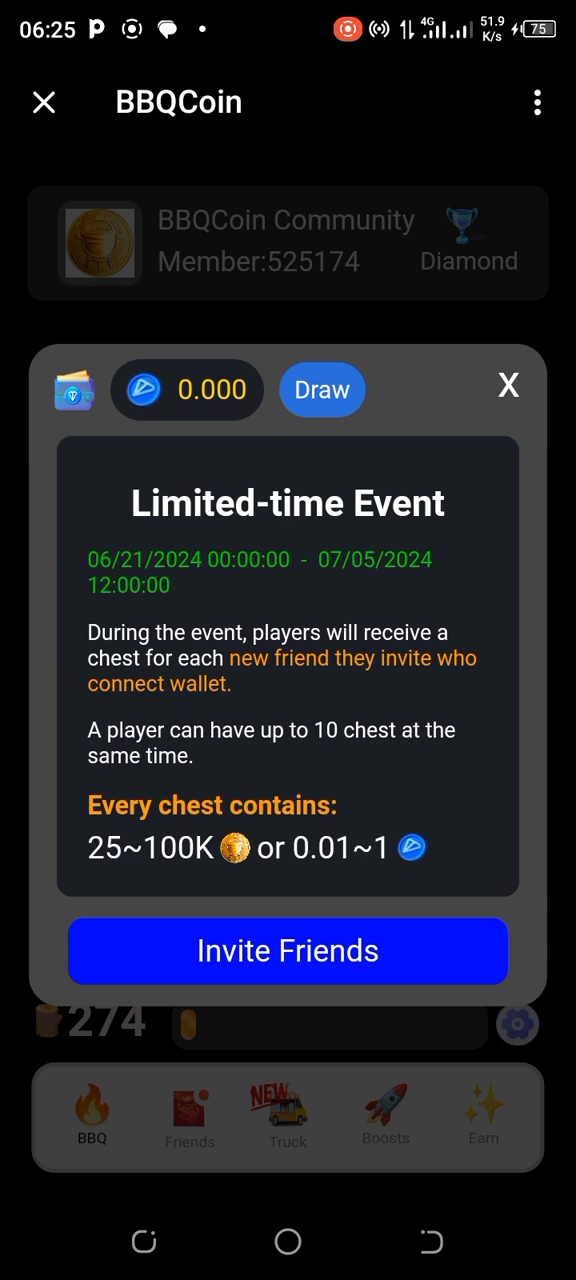 06:25
4G
51.9
K/s
75
BBQCoin
BBQCoin Community
Member:525174
Diamond
0.000
Draw
X
Limited-time Event
06/21/2024 00:00:00 - 07/05/2024
12:00:00
During the event, players will receive a
chest for each new friend they invite who
connect wallet.
A player can have up to 10 chest at the
same time.
Every chest contains:
25~100K or 0.01~1
Invite Friends
274
NEW
BBQ
Friends
Truck
Boosts
Earn